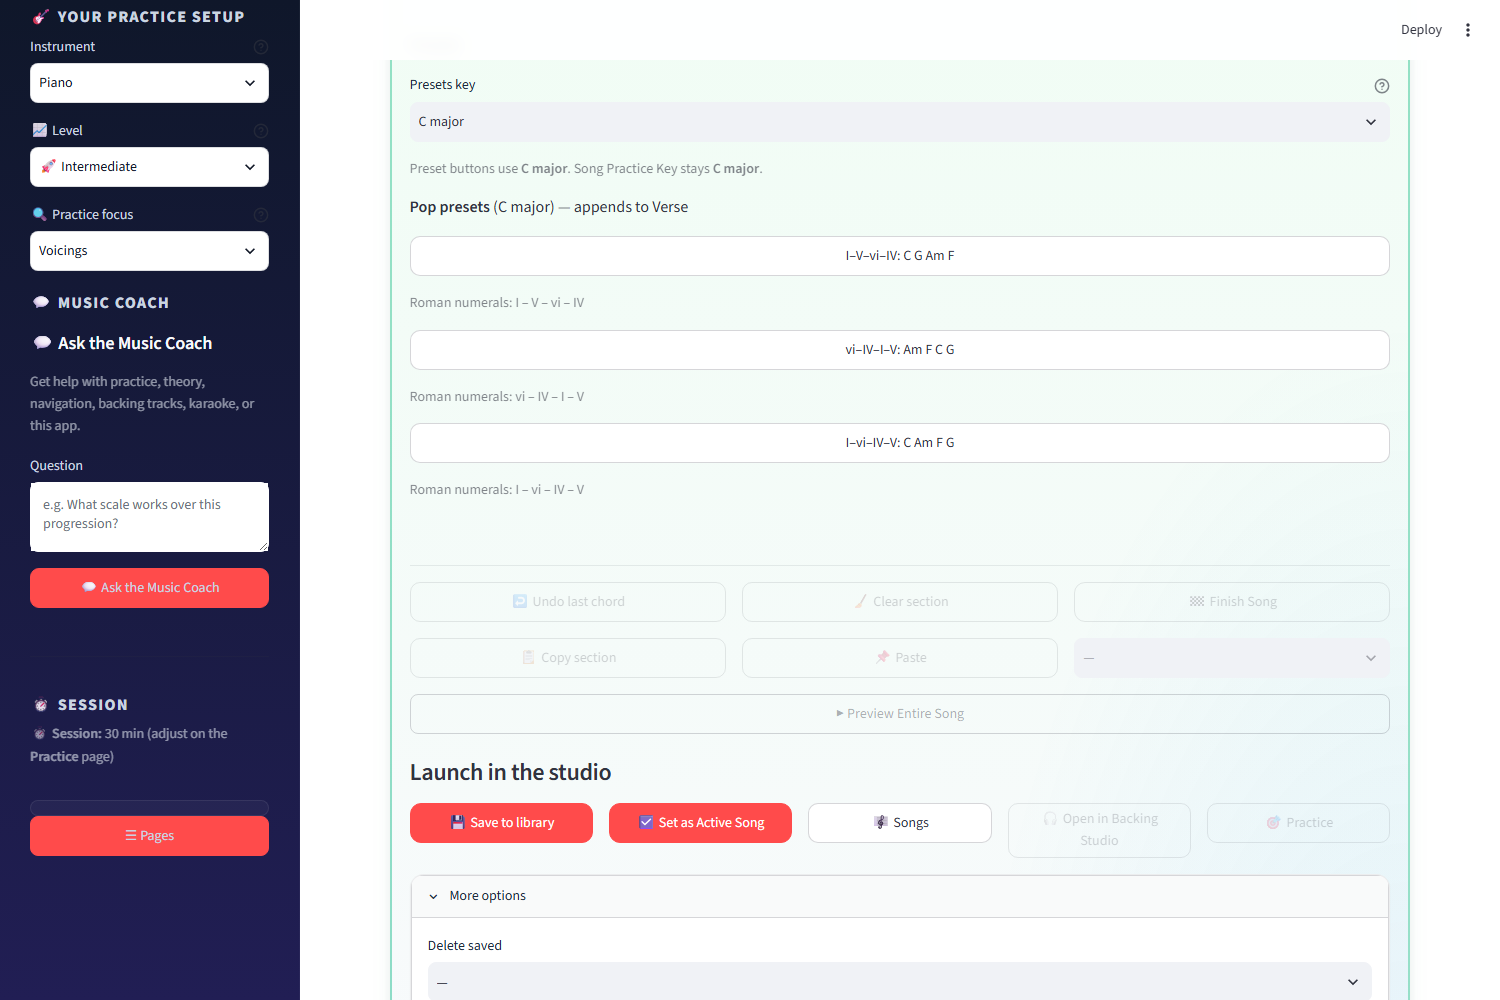 YOUR PRACTICE SETUP
Instrument
Piano
Level
Intermediate
Practice focus
Voicings
MUSIC COACH
Ask the Music Coach
Get help with practice, theory,
navigation, backing tracks, karaoke, or
this app.
Question
e.g. What scale works over this
progression?
Ask the Music Coach
SESSION
Session: 30 min (adjust on the
Practice page)
☰ Pages
Deploy
Presets key
C major
Preset buttons use C major. Song Practice Key stays C major.
Pop presets (C major) — appends to Verse
I–V–vi–IV: C G Am F
Roman numerals: I – V – vi – IV
vi–IV–I–V: Am F C G
Roman numerals: vi – IV – I – V
I–vi–IV–V: C Am F G
Roman numerals: I – vi – IV – V
Undo last chord
Clear section
Finish Song
Copy section
Paste
—
Preview Entire Song
Launch in the studio
Save to library
Set as Active Song
Songs
Open in Backing
Studio
Practice
More options
Delete saved
—